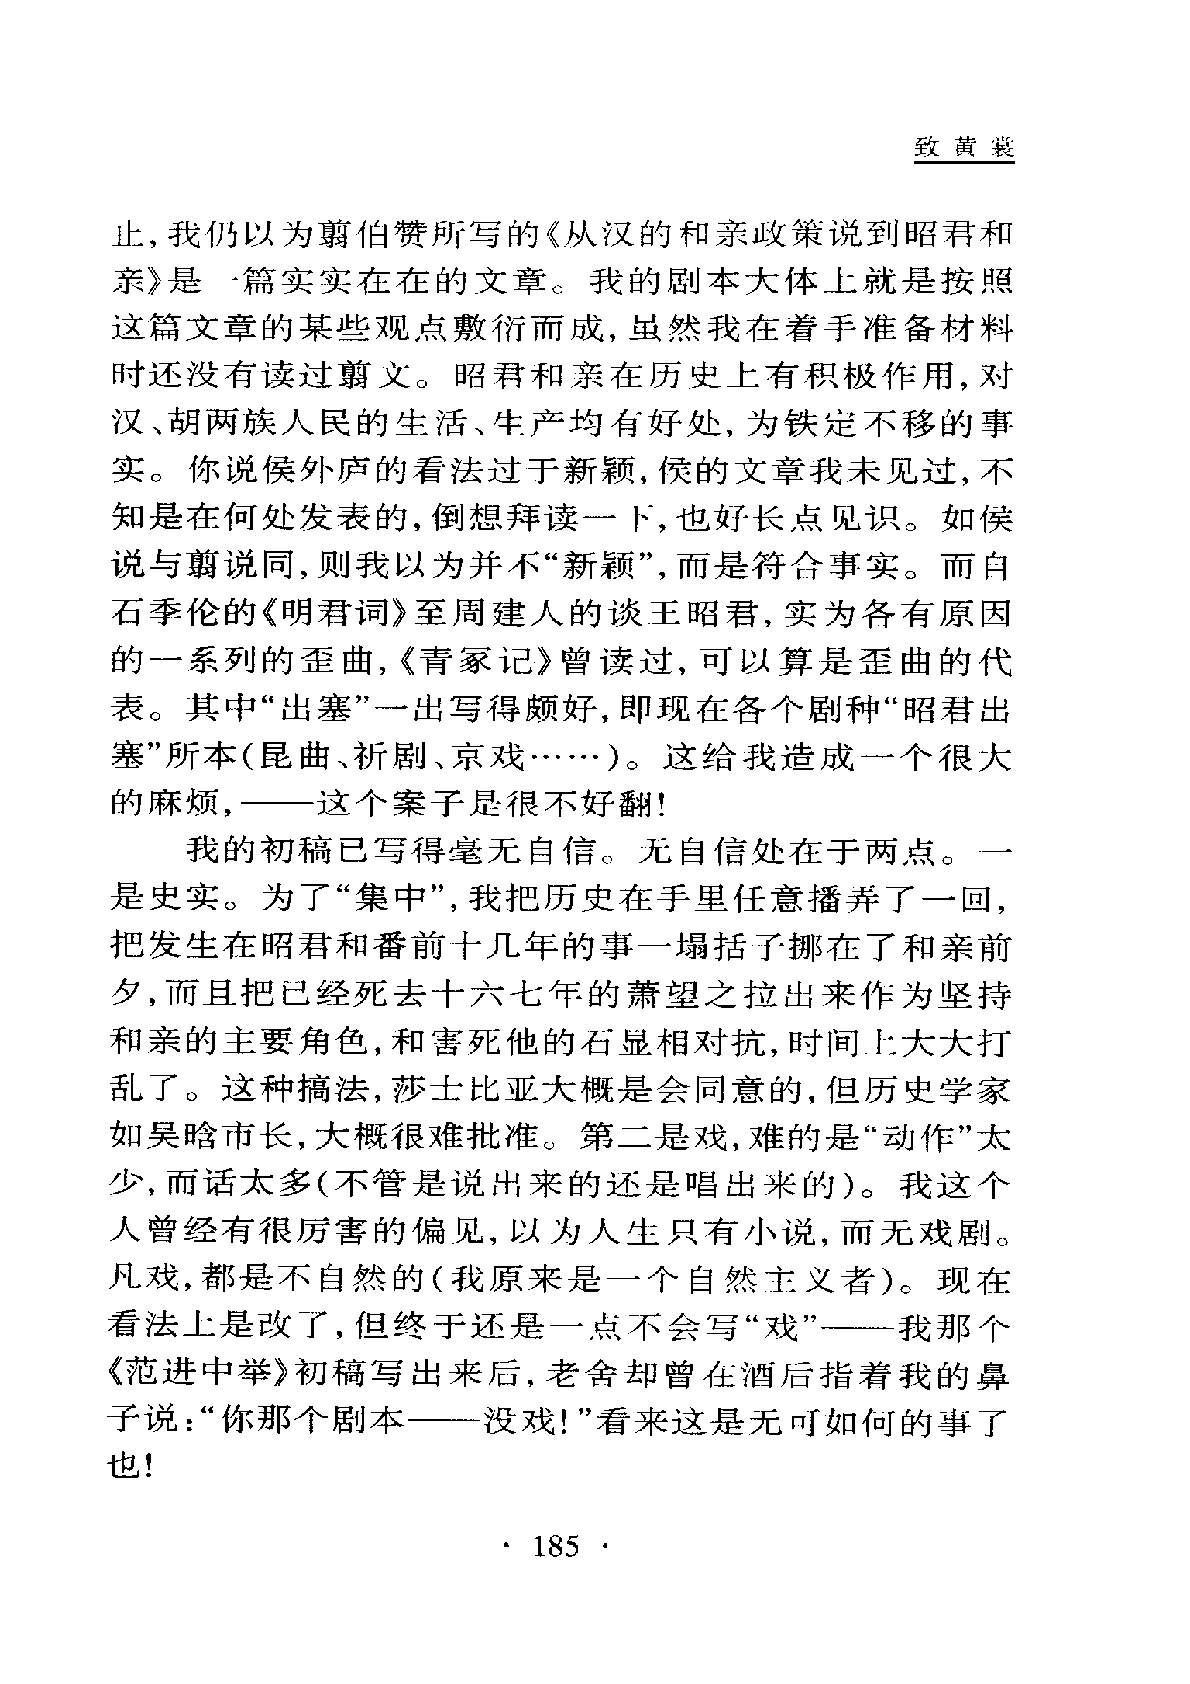 致黄裳
止,我仍以为翦伯赞所写的《从汉的和亲政策说到昭君和
亲》是一篇实实在在的文章。我的剧本大体上就是按照
这篇文章的某些观点敷衍而成,虽然我在着手准备材料
时还没有读过翦文。昭君和亲在历史上有积极作用,对
汉、胡两族人民的生活、生产均有好处,为铁定不移的事
实。你说侯外庐的看法过于新颖,侯的文章我未见过,不
知是在何处发表的,倒想拜读一下,也好长点见识。如侯
说与翦说同,则我以为并不“新颖”,而是符合事实。而自
石季伦的《明君词》至周建人的谈王昭君,实为各有原因
的一系列的歪曲,《青冢记》曾读过,可以算是歪曲的代
表。其中“出塞”一出写得颇好,即现在各个剧种“昭君出
塞”所本(昆曲、祈剧、京戏……)。这给我造成一个很大
的麻烦,——这个案子是很不好翻!
我的初稿已写得毫无自信。无自信处在于两点。一
是史实。为了“集中”,我把历史在手里任意播弄了一回,
把发生在昭君和番前十几年的事一塌括子挪在了和亲前
夕,而且把已经死去十六七年的萧望之拉出来作为坚持
和亲的主要角色,和害死他的石显相对抗,时间上大大打
乱了。这种搞法,莎士比亚大概是会同意的,但历史学家
如吴晗市长,大概很难批准。第二是戏,难的是“动作”太
少,而话太多(不管是说出来的还是唱出来的)。我这个
人曾经有很厉害的偏见,以为人生只有小说,而无戏剧。
凡戏,都是不自然的(我原来是一个自然主义者)。现在
看法上是改了,但终于还是一点不会写“戏”——我那个
《范进中举》初稿写出来后,老舍却曾在酒后指着我的鼻
子说:“你那个剧本——没戏!”看来这是无可如何的事了
也!
· 185 ·